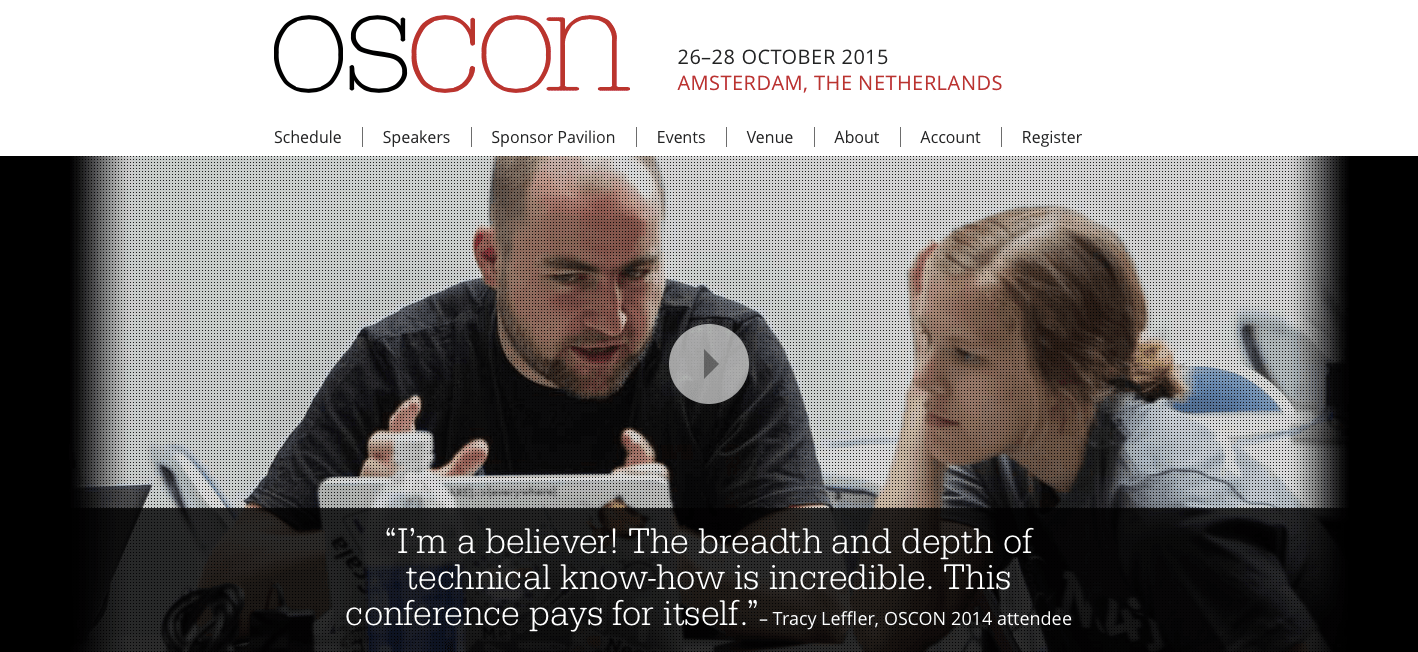 oscon
26–28 OCTOBER 2015
AMSTERDAM, THE NETHERLANDS
Schedule | Speakers | Sponsor Pavilion | Events | Venue | About | Account | Register
“I’m a believer! The breadth and depth of
technical know-how is incredible. This
conference pays for itself.” – Tracy Leffler, OSCON 2014 attendee